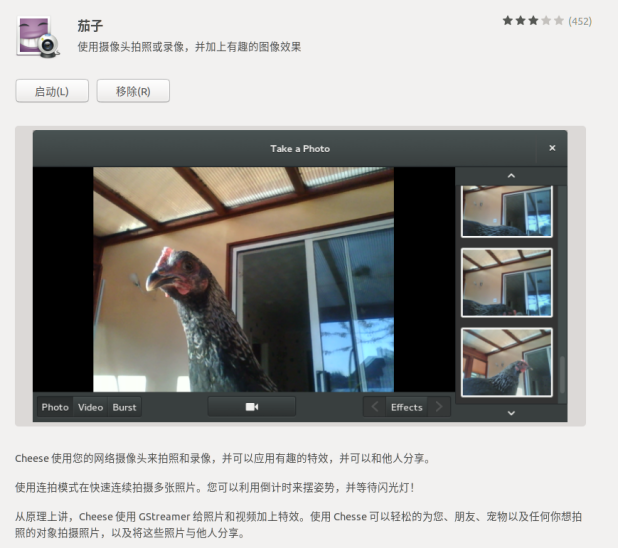 茄子
(452)
使用摄像头拍照或录像，并加上有趣的图像效果
启动(L)
移除(R)
Take a Photo
Photo
Video
Burst
Effects
Cheese 使用您的网络摄像头来拍照和录像，并可以应用有趣的特效，并可以和他人分享。
使用连拍模式在快速连续拍摄多张照片。您可以利用倒计时来摆姿势，并等待闪光灯！
从原理上讲，Cheese 使用 GStreamer 给照片和视频加上特效。使用 Chesse 可以轻松的为您、朋友、宠物以及任何你想拍
照的对象拍摄照片，以及将这些照片与他人分享。